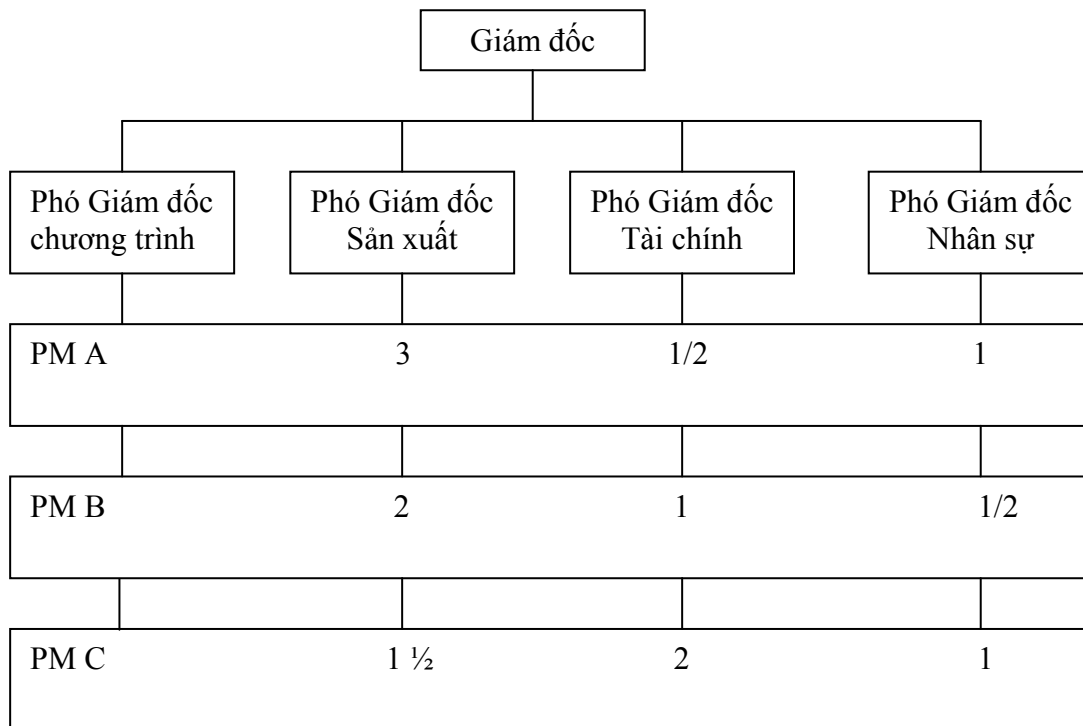 Giám đốc
Phó Giám đốc
chương trình
Phó Giám đốc
Sản xuất
Phó Giám đốc
Tài chính
Phó Giám đốc
Nhân sự
PM A 3 1/2 1
PM B 2 1 1/2
PM C 1 ½ 2 1